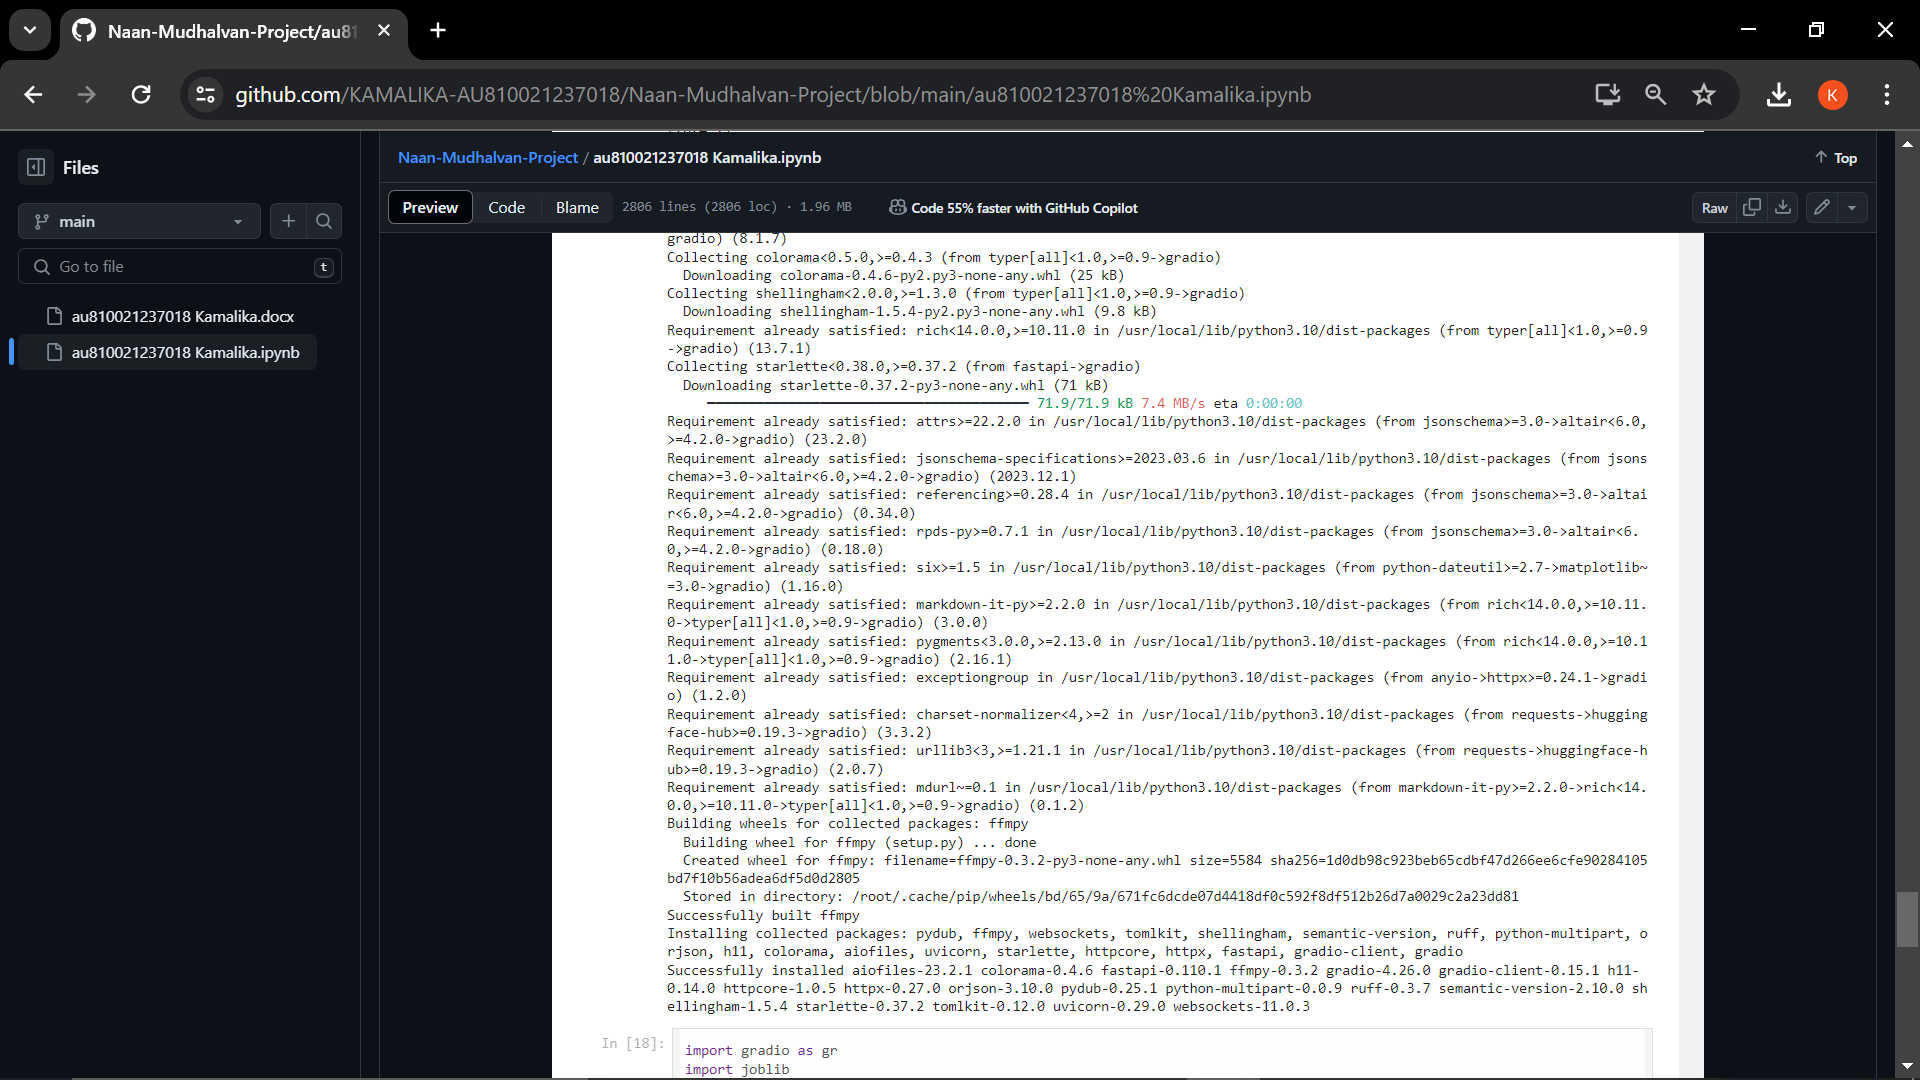 Naan-Mudhalvan-Project/au81
github.com/KAMALIKA-AU810021237018/Naan-Mudhalvan-Project/blob/main/au810021237018%20Kamalika.ipynb
K
Files
main
Go to file
t
au810021237018 Kamalika.docx
au810021237018 Kamalika.ipynb
Naan-Mudhalvan-Project / au810021237018 Kamalika.ipynb
Top
Preview
Code
Blame
2806 lines (2806 loc) · 1.96 MB
Code 55% faster with GitHub Copilot
Raw
gradio) (8.1.7)
Collecting colorama<0.5.0,>=0.4.3 (from typer[all]<1.0,>=0.9->gradio)
Downloading colorama-0.4.6-py2.py3-none-any.whl (25 kB)
Collecting shellingham<2.0.0,>=1.3.0 (from typer[all]<1.0,>=0.9->gradio)
Downloading shellingham-1.5.4-py2.py3-none-any.whl (9.8 kB)
Requirement already satisfied: rich<14.0.0,>=10.11.0 in /usr/local/lib/python3.10/dist-packages (from typer[all]<1.0,>=0.9
->gradio) (13.7.1)
Collecting starlette<0.38.0,>=0.37.2 (from fastapi->gradio)
Downloading starlette-0.37.2-py3-none-any.whl (71 kB)
71.9/71.9 kB 7.4 MB/s eta 0:00:00
Requirement already satisfied: attrs>=22.2.0 in /usr/local/lib/python3.10/dist-packages (from jsonschema>=3.0->altair<6.0,
>=4.2.0->gradio) (23.2.0)
Requirement already satisfied: jsonschema-specifications>=2023.03.6 in /usr/local/lib/python3.10/dist-packages (from jsons
chema>=3.0->altair<6.0,>=4.2.0->gradio) (2023.12.1)
Requirement already satisfied: referencing>=0.28.4 in /usr/local/lib/python3.10/dist-packages (from jsonschema>=3.0->altai
r<6.0,>=4.2.0->gradio) (0.34.0)
Requirement already satisfied: rpds-py>=0.7.1 in /usr/local/lib/python3.10/dist-packages (from jsonschema>=3.0->altair<6.
0,>=4.2.0->gradio) (0.18.0)
Requirement already satisfied: six>=1.5 in /usr/local/lib/python3.10/dist-packages (from python-dateutil>=2.7->matplotlib~
=3.0->gradio) (1.16.0)
Requirement already satisfied: markdown-it-py>=2.2.0 in /usr/local/lib/python3.10/dist-packages (from rich<14.0.0,>=10.11.
0->typer[all]<1.0,>=0.9->gradio) (3.0.0)
Requirement already satisfied: pygments<3.0.0,>=2.13.0 in /usr/local/lib/python3.10/dist-packages (from rich<14.0.0,>=10.1
1.0->typer[all]<1.0,>=0.9->gradio) (2.16.1)
Requirement already satisfied: exceptiongroup in /usr/local/lib/python3.10/dist-packages (from anyio->httpx>=0.24.1->gradi
o) (1.2.0)
Requirement already satisfied: charset-normalizer<4,>=2 in /usr/local/lib/python3.10/dist-packages (from requests->hugging
face-hub>=0.19.3->gradio) (3.3.2)
Requirement already satisfied: urllib3<3,>=1.21.1 in /usr/local/lib/python3.10/dist-packages (from requests->huggingface-h
ub>=0.19.3->gradio) (2.0.7)
Requirement already satisfied: mdurl~=0.1 in /usr/local/lib/python3.10/dist-packages (from markdown-it-py>=2.2.0->rich<14.
0.0,>=10.11.0->typer[all]<1.0,>=0.9->gradio) (0.1.2)
Building wheels for collected packages: ffmpy
Building wheel for ffmpy (setup.py) ... done
Created wheel for ffmpy: filename=ffmpy-0.3.2-py3-none-any.whl size=5584 sha256=1d0db98c923beb65cdbf47d266ee6cfe90284105
bd7f10b56adea6df5d0d2805
Stored in directory: /root/.cache/pip/wheels/bd/65/9a/671fc6dcde07d4418df0c592f8df512b26d7a0029c2a23dd81
Successfully built ffmpy
Installing collected packages: pydub, ffmpy, websockets, tomlkit, shellingham, semantic-version, ruff, python-multipart, o
rjson, h11, colorama, aiofiles, uvicorn, starlette, httpcore, httpx, fastapi, gradio-client, gradio
Successfully installed aiofiles-23.2.1 colorama-0.4.6 fastapi-0.110.1 ffmpy-0.3.2 gradio-4.26.0 gradio-client-0.15.1 h11-
0.14.0 httpcore-1.0.5 httpx-0.27.0 orjson-3.10.0 pydub-0.25.1 python-multipart-0.0.9 ruff-0.3.7 semantic-version-2.10.0 sh
ellingham-1.5.4 starlette-0.37.2 tomlkit-0.12.0 uvicorn-0.29.0 websockets-11.0.3
In [18]:
import gradio as gr
import joblib